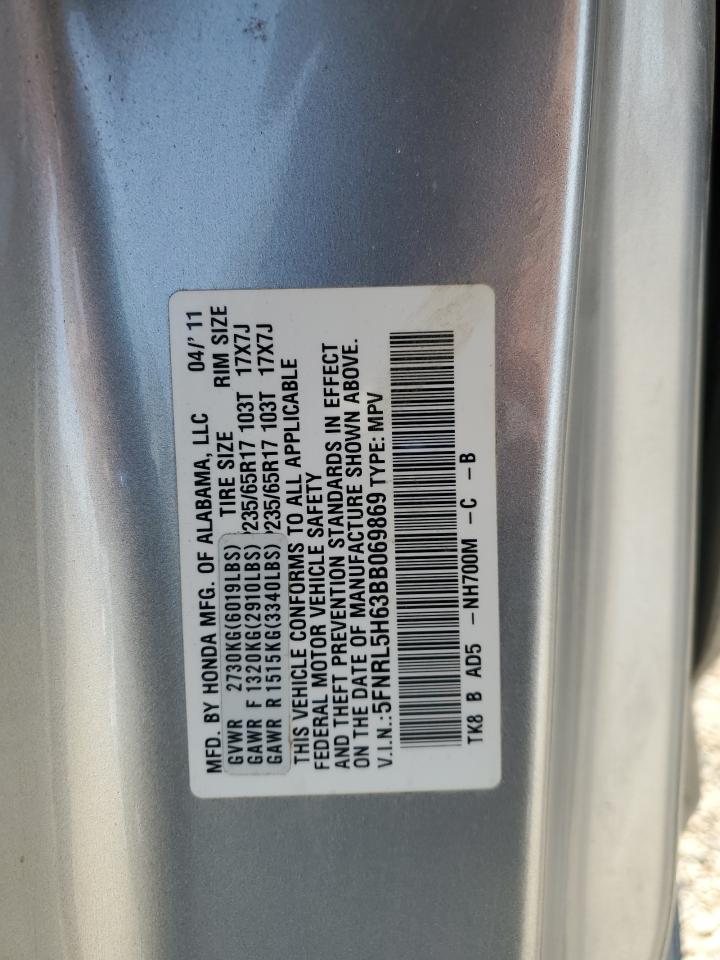 MFD. BY HONDA MFG. OF ALABAMA, LLC 04/'11
GVWR 2730KG(6019LBS) TIRE SIZE RIM SIZE
GAWR F 1320KG(2910LBS) 235/65R17 103T 17X7J
GAWR R 1515KG(3340LBS) 235/65R17 103T 17X7J
THIS VEHICLE CONFORMS TO ALL APPLICABLE
FEDERAL MOTOR VEHICLE SAFETY
AND THEFT PREVENTION STANDARDS IN EFFECT
ON THE DATE OF MANUFACTURE SHOWN ABOVE.
V.I.N.:5FNRL5H63BB069869 TYPE: MPV
TK8 B AD5 -NH700M -C -B